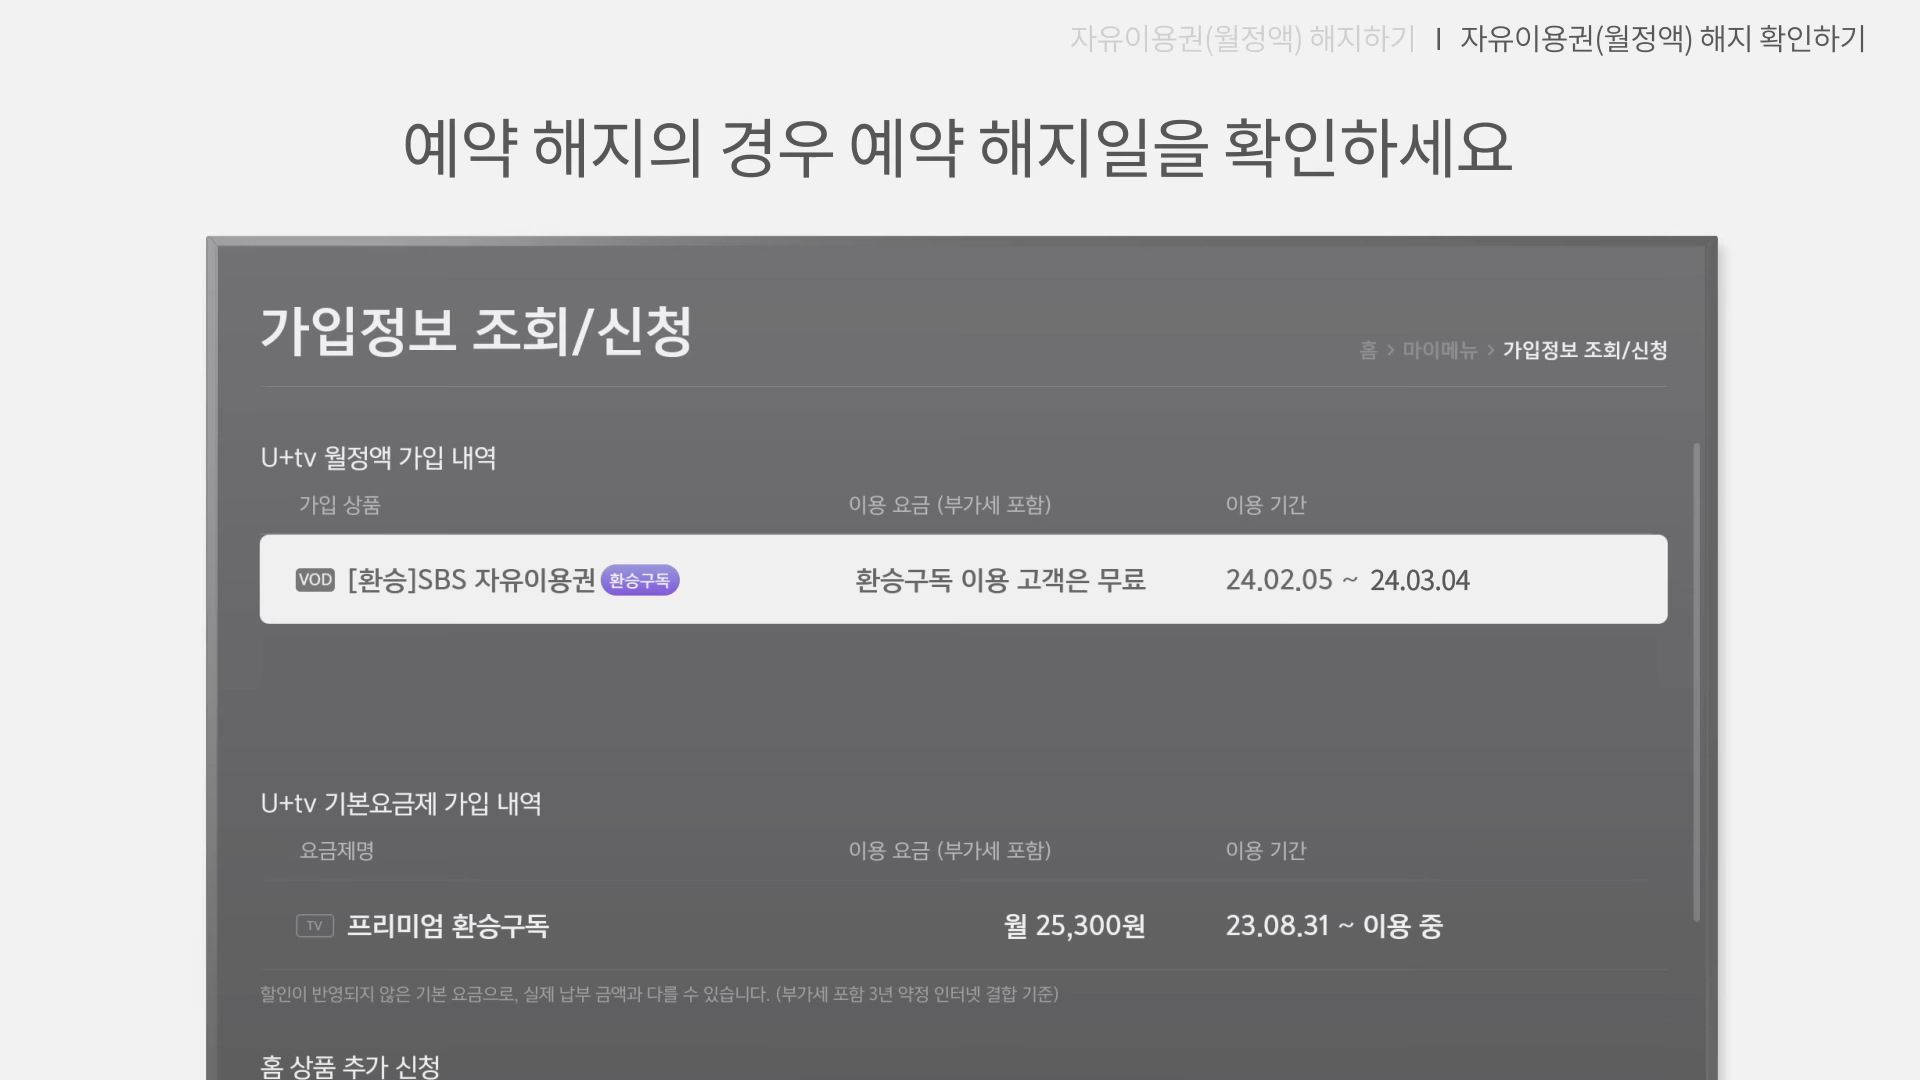 자유이용권(월정액) 해지하기 | 자유이용권(월정액) 해지 확인하기
예약 해지의 경우 예약 해지일을 확인하세요
가입정보 조회/신청
홈 > 마이메뉴 > 가입정보 조회/신청
U+tv 월정액 가입 내역
가입 상품 이용 요금 (부가세 포함) 이용 기간
VOD [환승]SBS 자유이용권 환승구독 환승구독 이용 고객은 무료 24.02.05 ~ 24.03.04
U+tv 기본요금제 가입 내역
요금제명 이용 요금 (부가세 포함) 이용 기간
TV 프리미엄 환승구독 월 25,300원 23.08.31 ~ 이용 중
할인이 반영되지 않은 기본 요금으로, 실제 납부 금액과 다를 수 있습니다. (부가세 포함 3년 약정 인터넷 결합 기준)
홈 상품 추가 신청